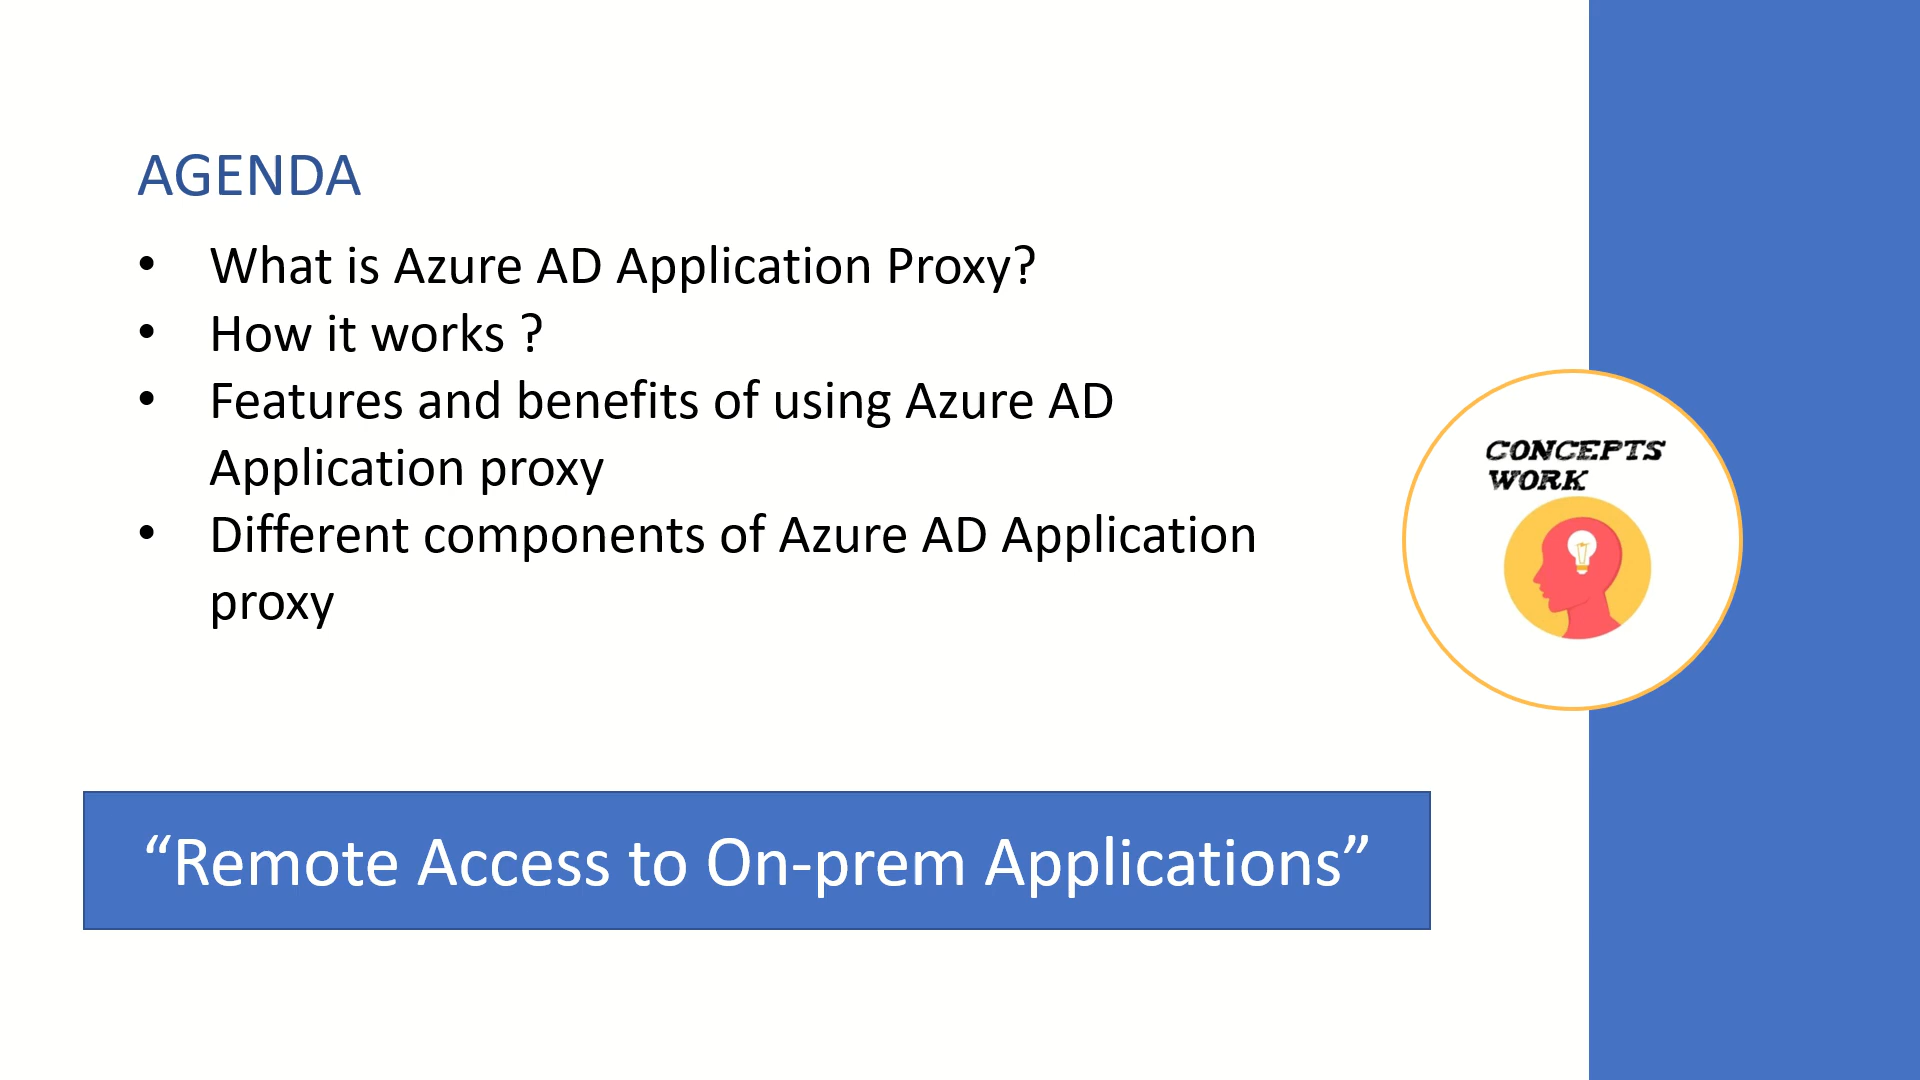 AGENDA
• What is Azure AD Application Proxy?
• How it works ?
• Features and benefits of using Azure AD
Application proxy
• Different components of Azure AD Application
proxy
CONCEPTS
WORK
“Remote Access to On-prem Applications”